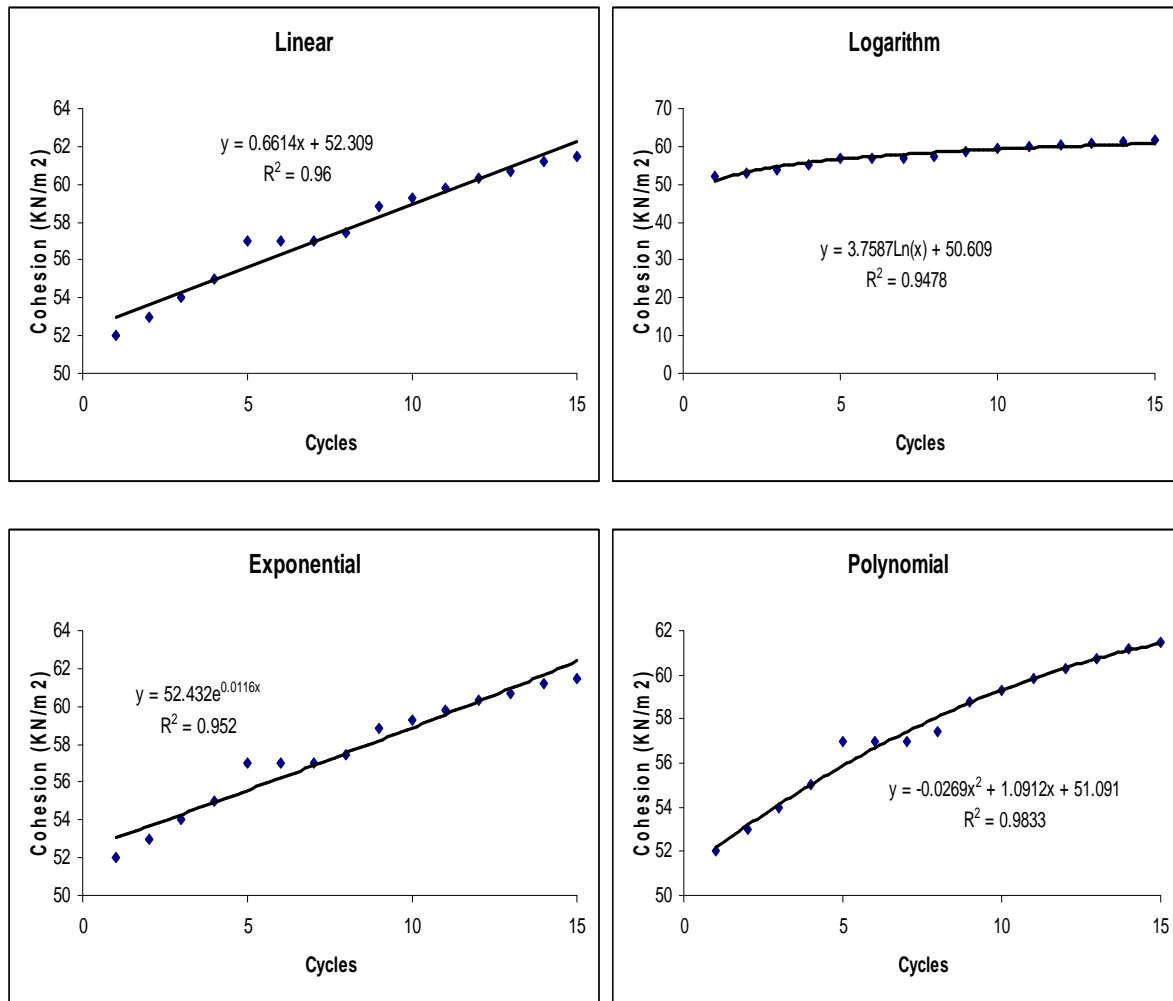 Linear
64
62
60
58
56
54
52
50
Cohesion (KN/m2)
y = 0.6614x + 52.309
R² = 0.96
0 5 10 15
Cycles
Logarithm
70
60
50
40
30
20
10
0
Cohesion (KN/m2)
y = 3.7587Ln(x) + 50.609
R² = 0.9478
0 5 10 15
Cycles
Exponential
64
62
60
58
56
54
52
50
Cohesion (KN/m2)
y = 52.432e⁰·⁰¹¹⁶ˣ
R² = 0.952
0 5 10 15
Cycles
Polynomial
62
60
58
56
54
52
50
Cohesion (KN/m2)
y = -0.0269x² + 1.0912x + 51.091
R² = 0.9833
0 5 10 15
Cycles